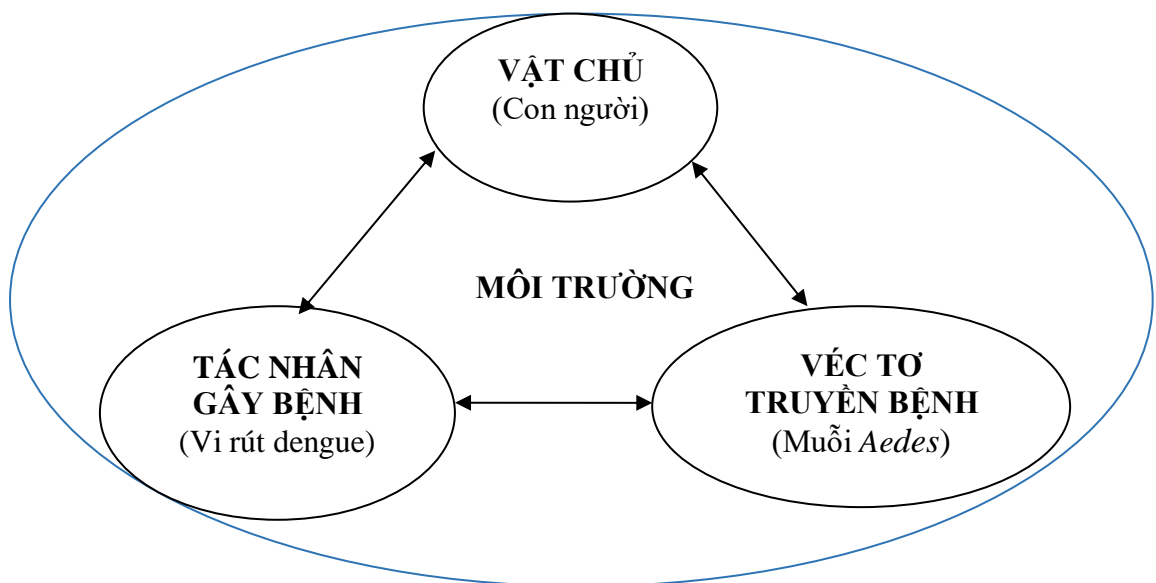 VẬT CHỦ
(Con người)
MÔI TRƯỜNG
TÁC NHÂN
GÂY BỆNH
(Vi rút dengue)
VÉC TƠ
TRUYỀN BỆNH
(Muỗi Aedes)